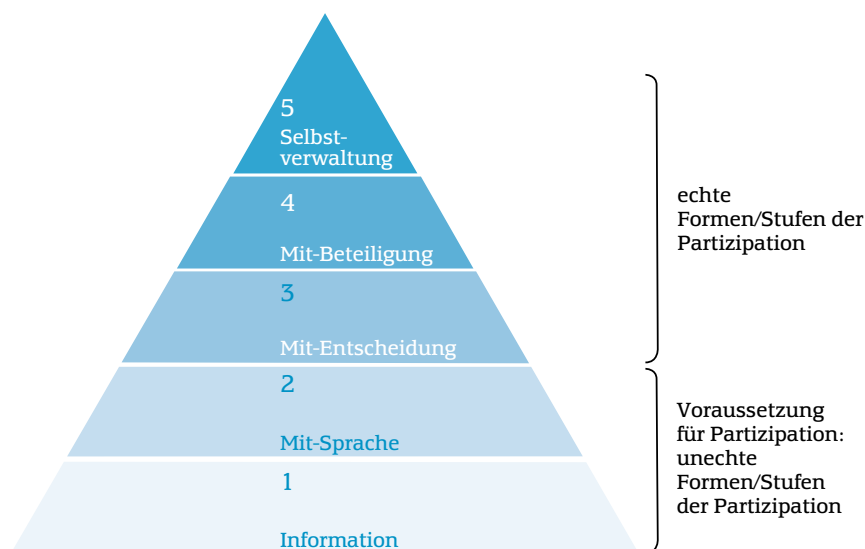 5
Selbst-
verwaltung
4
Mit-Beteiligung
3
Mit-Entscheidung
2
Mit-Sprache
1
Information
echte
Formen/Stufen der
Partizipation
Voraussetzung
für Partizipation:
unechte
Formen/Stufen
der Partizipation